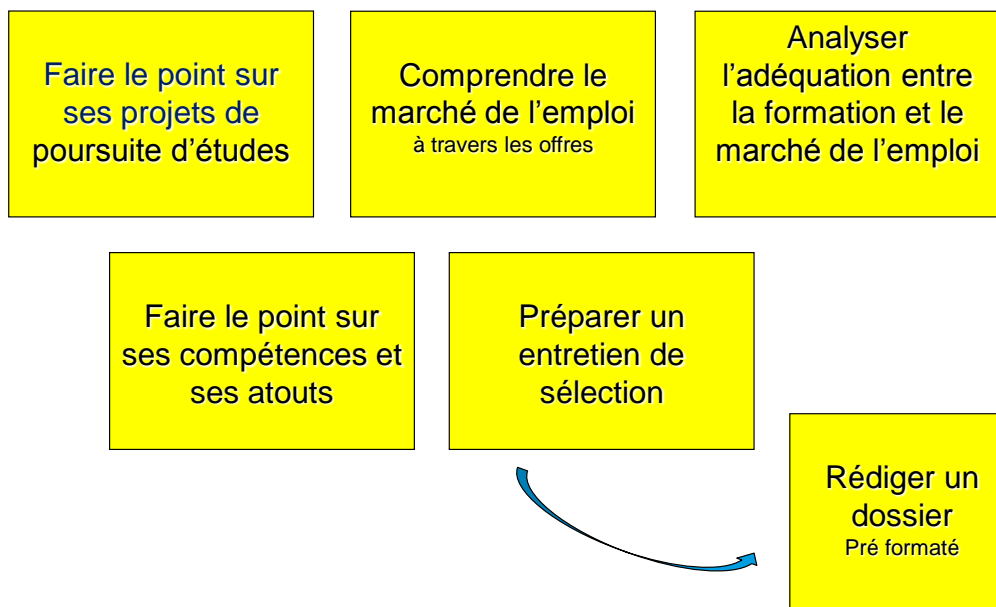 Faire le point sur
ses projets de
poursuite d’études
Comprendre le
marché de l’emploi
à travers les offres
Analyser
l’adéquation entre
la formation et le
marché de l’emploi
Faire le point sur
ses compétences et
ses atouts
Préparer un
entretien de
sélection
Rédiger un
dossier
Pré formaté